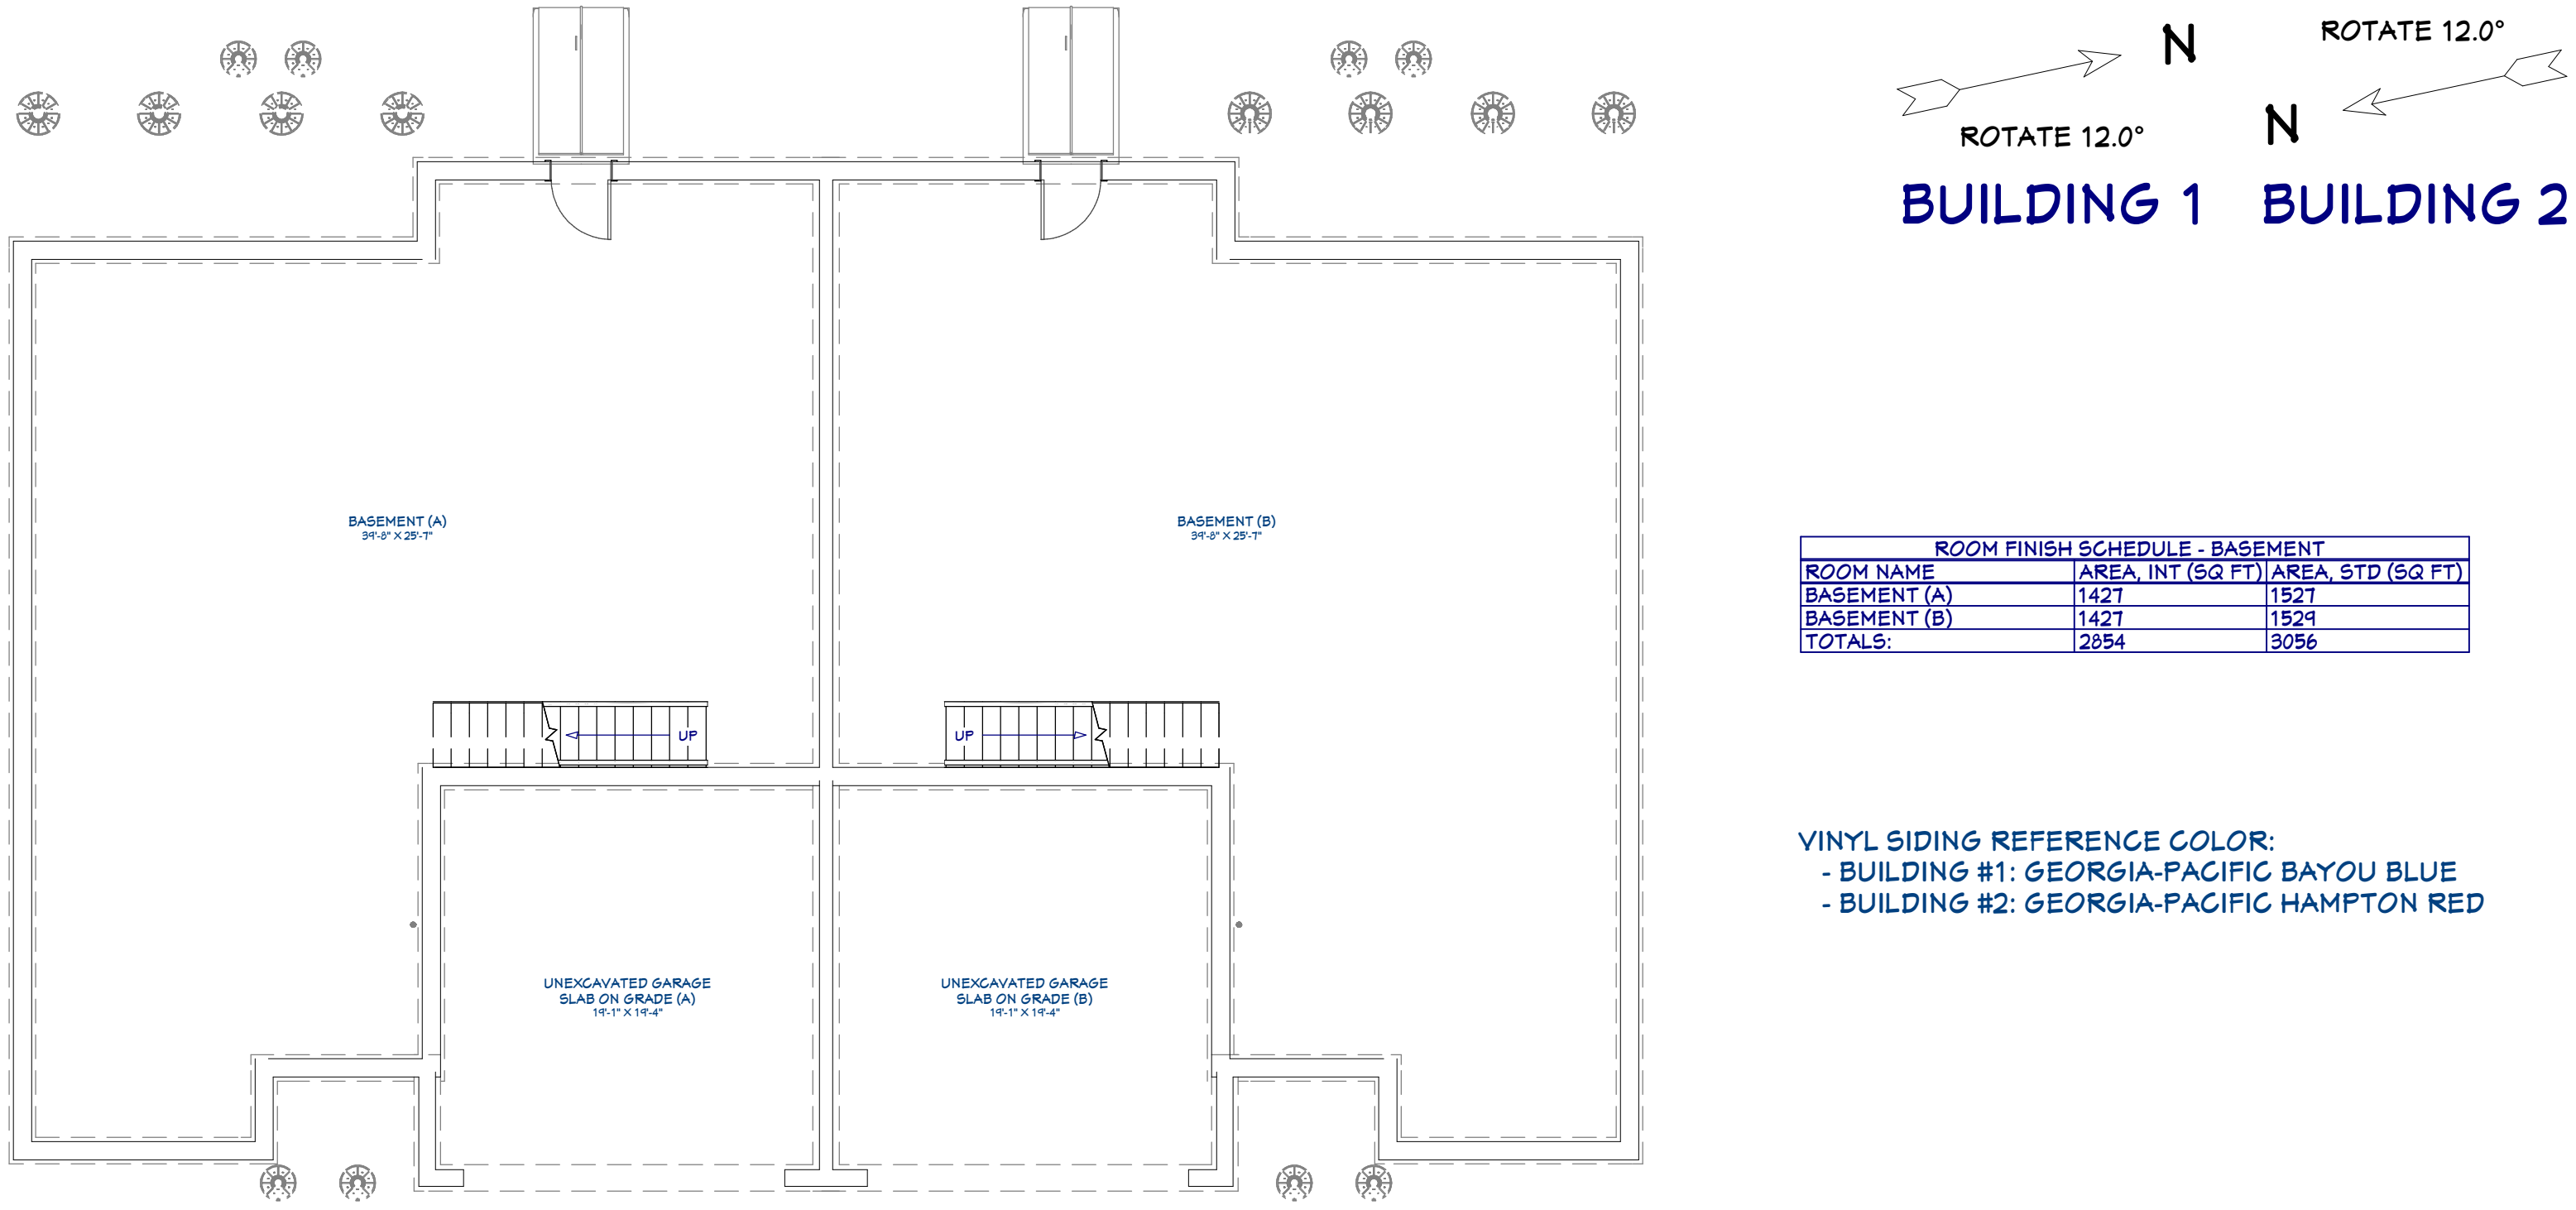 N
ROTATE 12.0°
BUILDING 1
ROTATE 12.0°
N
BUILDING 2
BASEMENT (A)
39'-8" X 25'-7"
BASEMENT (B)
39'-8" X 25'-7"
ROOM FINISH SCHEDULE - BASEMENT
ROOM NAME AREA, INT (SQ FT) AREA, STD (SQ FT)
BASEMENT (A) 1427 1527
BASEMENT (B) 1427 1529
TOTALS: 2854 3056
UP
UP
VINYL SIDING REFERENCE COLOR:
- BUILDING #1: GEORGIA-PACIFIC BAYOU BLUE
- BUILDING #2: GEORGIA-PACIFIC HAMPTON RED
UNEXCAVATED GARAGE
SLAB ON GRADE (A)
19'-1" X 19'-4"
UNEXCAVATED GARAGE
SLAB ON GRADE (B)
19'-1" X 19'-4"